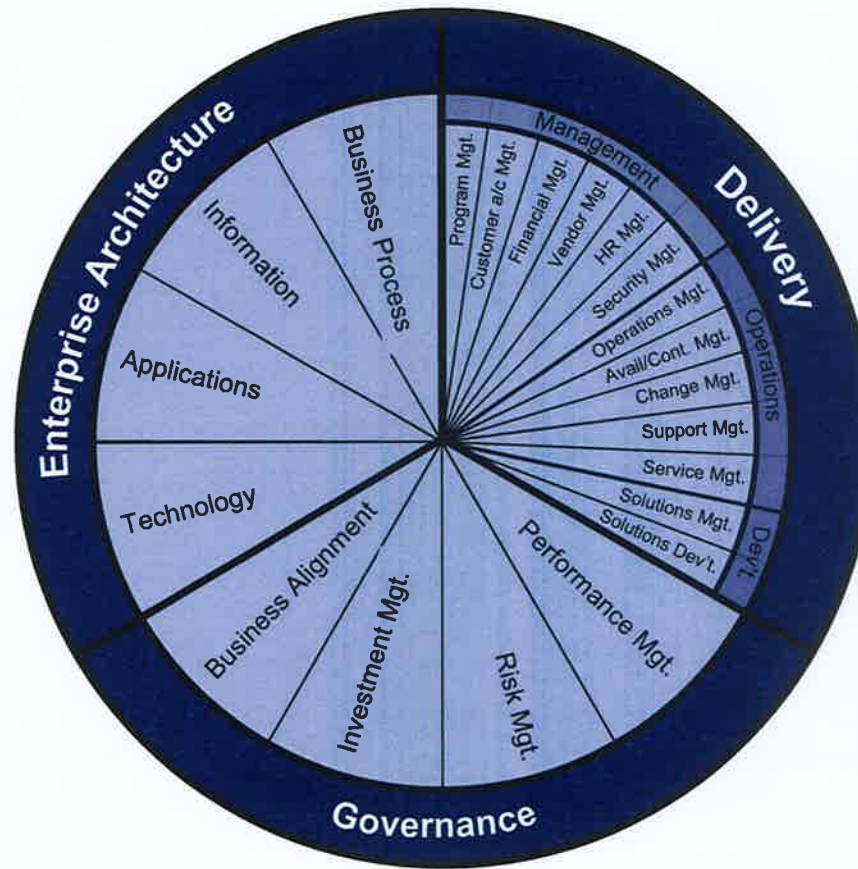 Enterprise Architecture
Business Process
Information
Applications
Technology
Delivery
Management
Program Mgt.
Customer a/c Mgt.
Financial Mgt.
Vendor Mgt.
HR Mgt.
Security Mgt.
Operations
Operations Mgt.
Avail/Cont. Mgt.
Change Mgt.
Support Mgt.
Service Mgt.
Dev't.
Solutions Mgt.
Solutions Dev't.
Governance
Business Alignment
Investment Mgt.
Risk Mgt.
Performance Mgt.